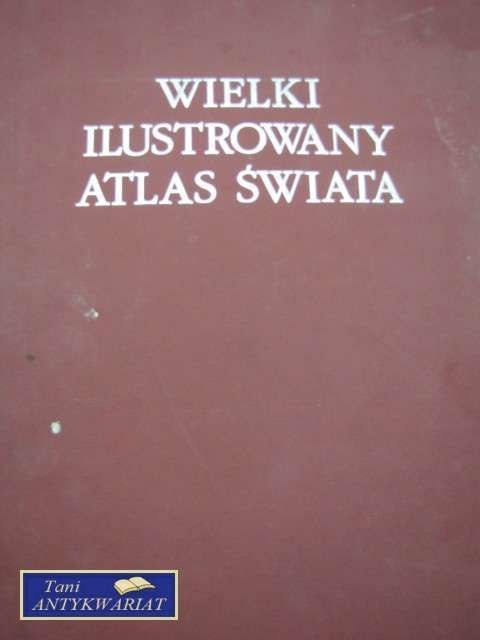 WIELKI
ILUSTROWANY
ATLAS ŚWIATA
Tani
ANTYKWARIAT